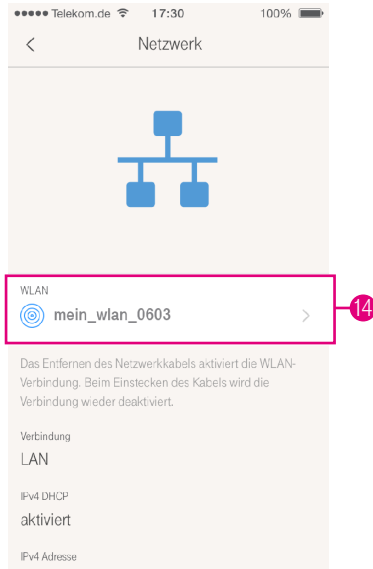 Telekom.de 17:30 100%
Netzwerk
WLAN
mein_wlan_0603
14
Das Entfernen des Netzwerkkabels aktiviert die WLAN-
Verbindung. Beim Einstecken des Kabels wird die
Verbindung wieder deaktiviert.
Verbindung
LAN
IPv4 DHCP
aktiviert
IPv4 Adresse